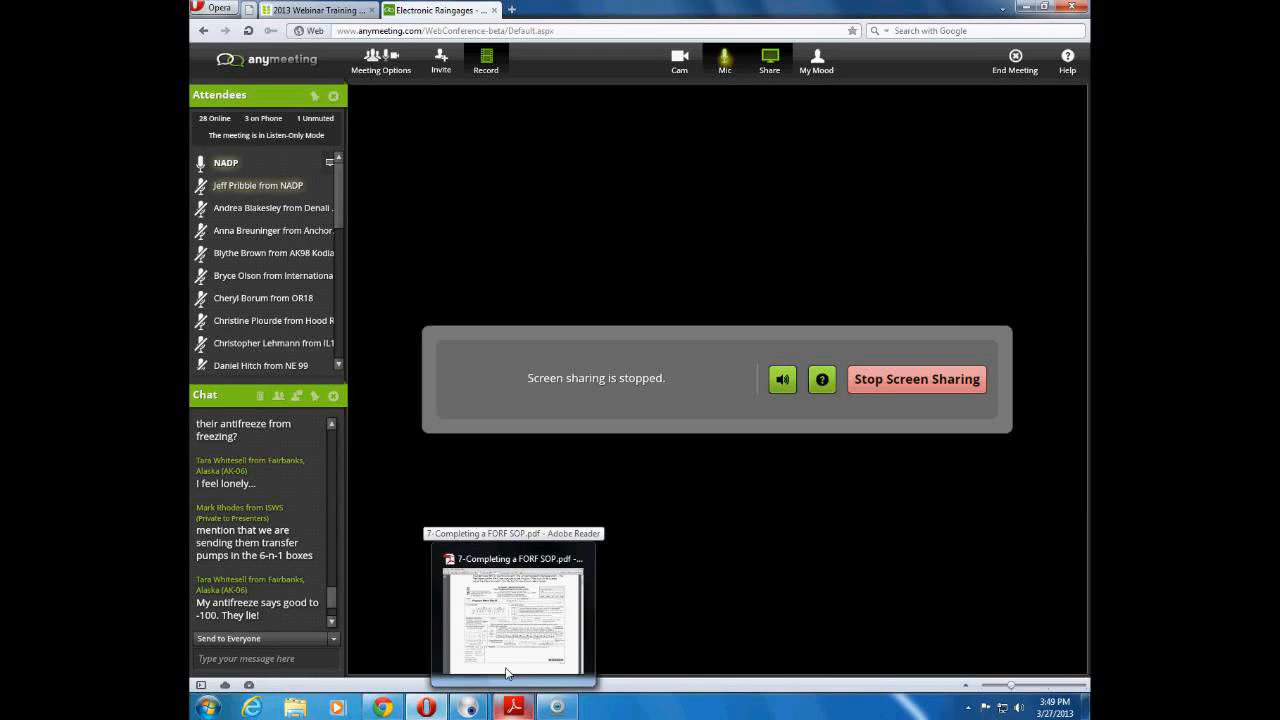 Opera
2013 Webinar Training ...
Electronic Raingages - ...
Web
www.anymeeting.com/WebConference-beta/Default.aspx
Search with Google
anymeeting
Meeting Options
Invite
Record
Cam
Mic
Share
My Mood
End Meeting
Help
Attendees
28 Online 3 on Phone 1 Unmuted
The meeting is in Listen-Only Mode
NADP
Jeff Pribble from NADP
Andrea Blakesley from Denali .
Anna Breuninger from Anchor.
Blythe Brown from AK98 Kodia
Bryce Olson from Internationa
Cheryl Borum from OR18
Christine Plourde from Hood R
Christopher Lehmann from IL1
Daniel Hitch from NE 99
Screen sharing is stopped.
Stop Screen Sharing
Chat
their antifreeze from
freezing?
Tara Whitesell from Fairbanks,
Alaska (AK-06)
I feel lonely...
Mark Rhodes from ISWS
(Private to Presenters)
mention that we are
sending them transfer
pumps in the 6-n-1 boxes
Tara Whitesell from Fairbanks,
Alaska (AK-06)
My antifreeze says good to
-100. They lie!
Send to Everyone
Type your message here
7-Completing a FORF SOP.pdf - Adobe Reader
7-Completing a FORF SOP.pdf -...
3:49 PM
3/27/2013